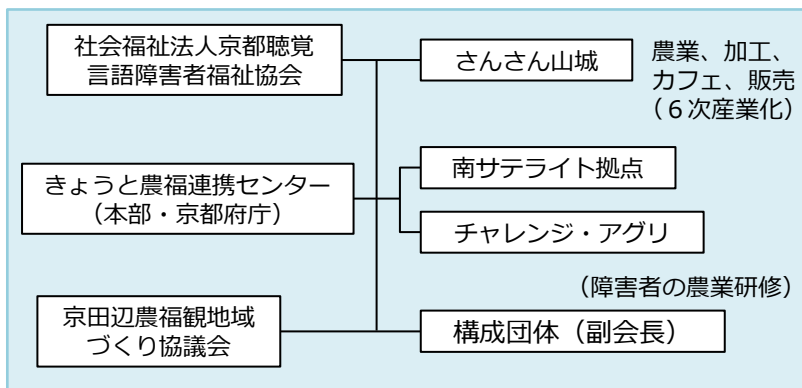 社会福祉法人京都聴覚
言語障害者福祉協会
さんさん山城
農業、加工、
カフェ、販売
（６次産業化）
きょうと農福連携センター
（本部・京都府庁）
南サテライト拠点
チャレンジ・アグリ
（障害者の農業研修）
京田辺農福観地域
づくり協議会
構成団体（副会長）